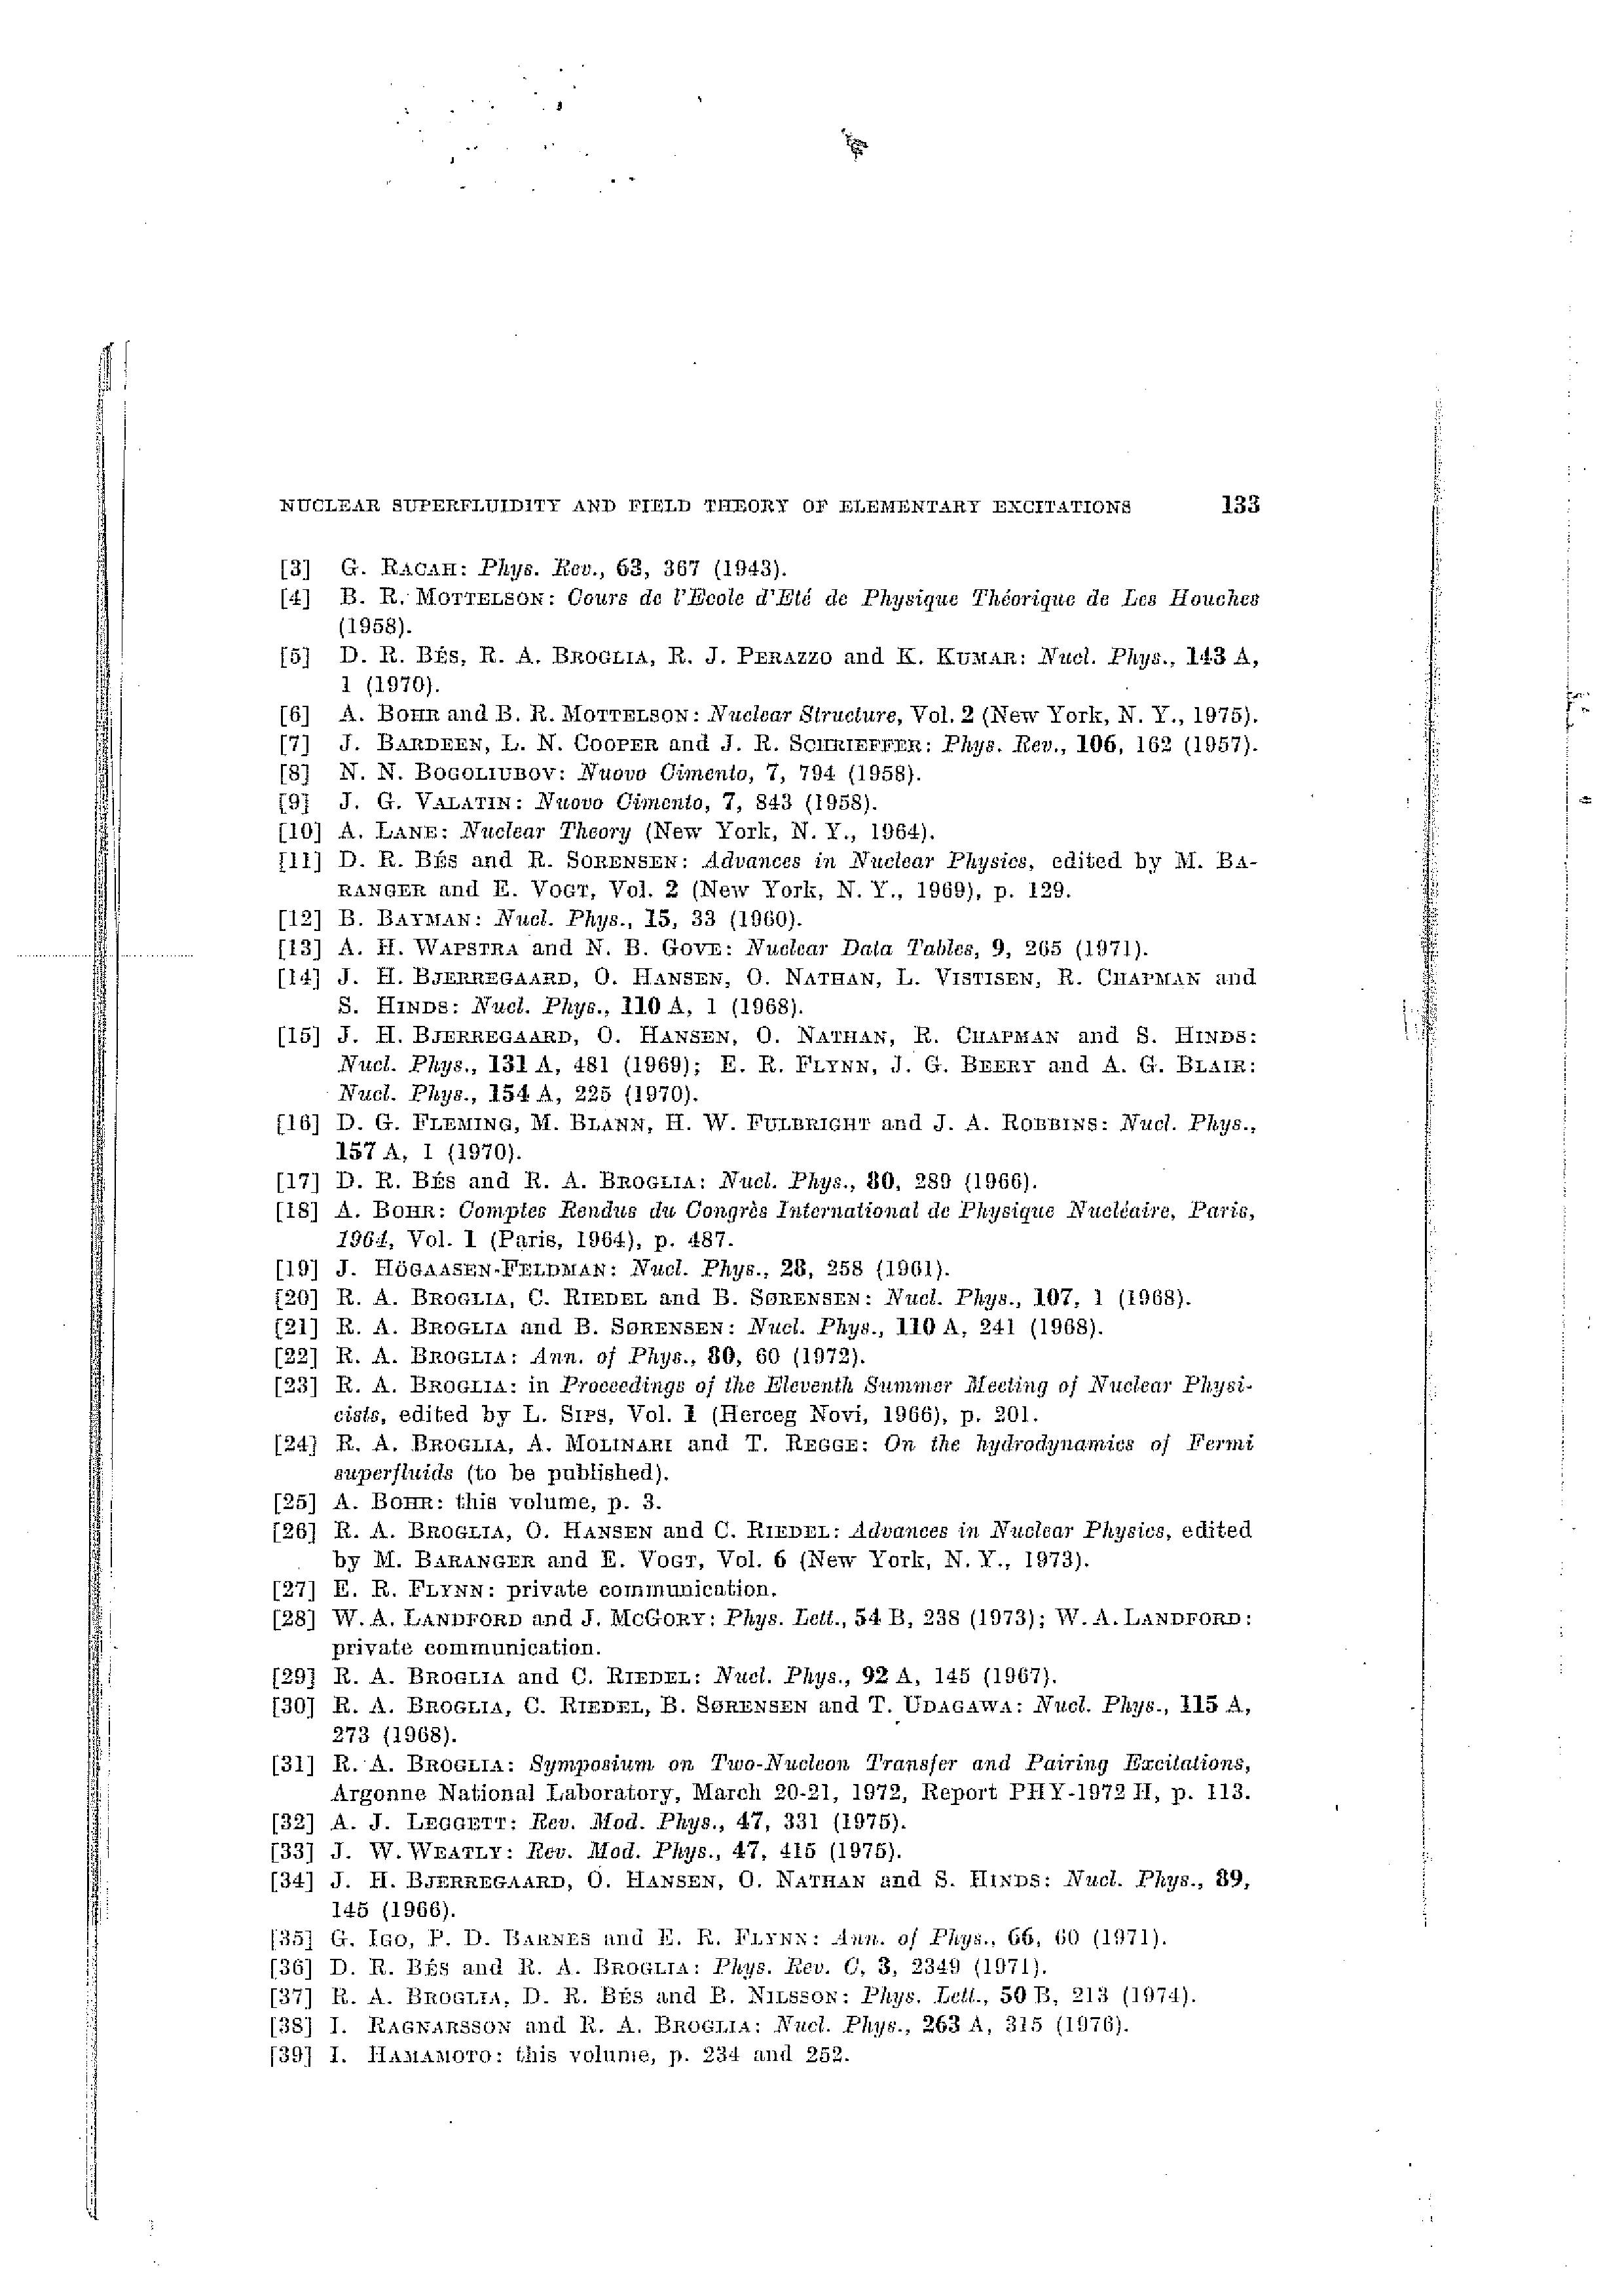 NUCLEAR SUPERFLUIDITY AND FIELD THEORY OF ELEMENTARY EXCITATIONS 133
[3] G. RACAH: Phys. Rev., 63, 367 (1943).
[4] B. R. MOTTELSON: Cours de l'Ecole d'Eté de Physique Théorique de Les Houches
(1958).
[5] D. R. BÉS, R. A. BROGLIA, R. J. PERAZZO and K. KUMAR: Nucl. Phys., 143 A,
1 (1970).
[6] A. BOHR and B. R. MOTTELSON: Nuclear Structure, Vol. 2 (New York, N. Y., 1975).
[7] J. BARDEEN, L. N. COOPER and J. R. SCHRIEFFER: Phys. Rev., 106, 162 (1957).
[8] N. N. BOGOLIUBOV: Nuovo Cimento, 7, 794 (1958).
[9] J. G. VALATIN: Nuovo Cimento, 7, 843 (1958).
[10] A. LANE: Nuclear Theory (New York, N. Y., 1964).
[11] D. R. BÉS and R. SORENSEN: Advances in Nuclear Physics, edited by M. BA-
RANGER and E. VOGT, Vol. 2 (New York, N. Y., 1969), p. 129.
[12] B. BAYMAN: Nucl. Phys., 15, 33 (1960).
[13] A. H. WAPSTRA and N. B. GOVE: Nuclear Data Tables, 9, 265 (1971).
[14] J. H. BJERREGAARD, O. HANSEN, O. NATHAN, L. VISTISEN, R. CHAPMAN and
S. HINDS: Nucl. Phys., 110 A, 1 (1968).
[15] J. H. BJERREGAARD, O. HANSEN, O. NATHAN, R. CHAPMAN and S. HINDS:
Nucl. Phys., 131 A, 481 (1969); E. R. FLYNN, J. G. BEERY and A. G. BLAIR:
Nucl. Phys., 154 A, 225 (1970).
[16] D. G. FLEMING, M. BLANN, H. W. FULBRIGHT and J. A. ROBBINS: Nucl. Phys.,
157 A, 1 (1970).
[17] D. R. BÉS and R. A. BROGLIA: Nucl. Phys., 80, 289 (1966).
[18] A. BOHR: Comptes Rendus du Congrès International de Physique Nucléaire, Paris,
1964, Vol. 1 (Paris, 1964), p. 487.
[19] J. HÖGAASEN-FELDMAN: Nucl. Phys., 28, 258 (1961).
[20] R. A. BROGLIA, C. RIEDEL and B. SØRENSEN: Nucl. Phys., 107, 1 (1968).
[21] R. A. BROGLIA and B. SØRENSEN: Nucl. Phys., 110 A, 241 (1968).
[22] R. A. BROGLIA: Ann. of Phys., 80, 60 (1972).
[23] R. A. BROGLIA: in Proceedings of the Eleventh Summer Meeting of Nuclear Physi-
cists, edited by L. SIPS, Vol. 1 (Herceg Novi, 1966), p. 201.
[24] R. A. BROGLIA, A. MOLINARI and T. REGGE: On the hydrodynamics of Fermi
superfluids (to be published).
[25] A. BOHR: this volume, p. 3.
[26] R. A. BROGLIA, O. HANSEN and C. RIEDEL: Advances in Nuclear Physics, edited
by M. BARANGER and E. VOGT, Vol. 6 (New York, N. Y., 1973).
[27] E. R. FLYNN: private communication.
[28] W. A. LANDFORD and J. MCGORY: Phys. Lett., 54 B, 238 (1973); W. A. LANDFORD:
private communication.
[29] R. A. BROGLIA and C. RIEDEL: Nucl. Phys., 92 A, 145 (1967).
[30] R. A. BROGLIA, C. RIEDEL, B. SØRENSEN and T. UDAGAWA: Nucl. Phys., 115 A,
273 (1968).
[31] R. A. BROGLIA: Symposium on Two-Nucleon Transfer and Pairing Excitations,
Argonne National Laboratory, March 20-21, 1972, Report PHY-1972 H, p. 113.
[32] A. J. LEGGETT: Rev. Mod. Phys., 47, 331 (1975).
[33] J. W. WEATLY: Rev. Mod. Phys., 47, 415 (1975).
[34] J. H. BJERREGAARD, O. HANSEN, O. NATHAN and S. HINDS: Nucl. Phys., 89,
145 (1966).
[35] G. IGO, P. D. BARNES and E. R. FLYNN: Ann. of Phys., 66, 60 (1971).
[36] D. R. BÉS and R. A. BROGLIA: Phys. Rev. C, 3, 2349 (1971).
[37] R. A. BROGLIA, D. R. BÉS and B. NILSSON: Phys. Lett., 50 B, 213 (1974).
[38] I. RAGNARSSON and R. A. BROGLIA: Nucl. Phys., 263 A, 315 (1976).
[39] I. HAMAMOTO: this volume, p. 234 and 252.